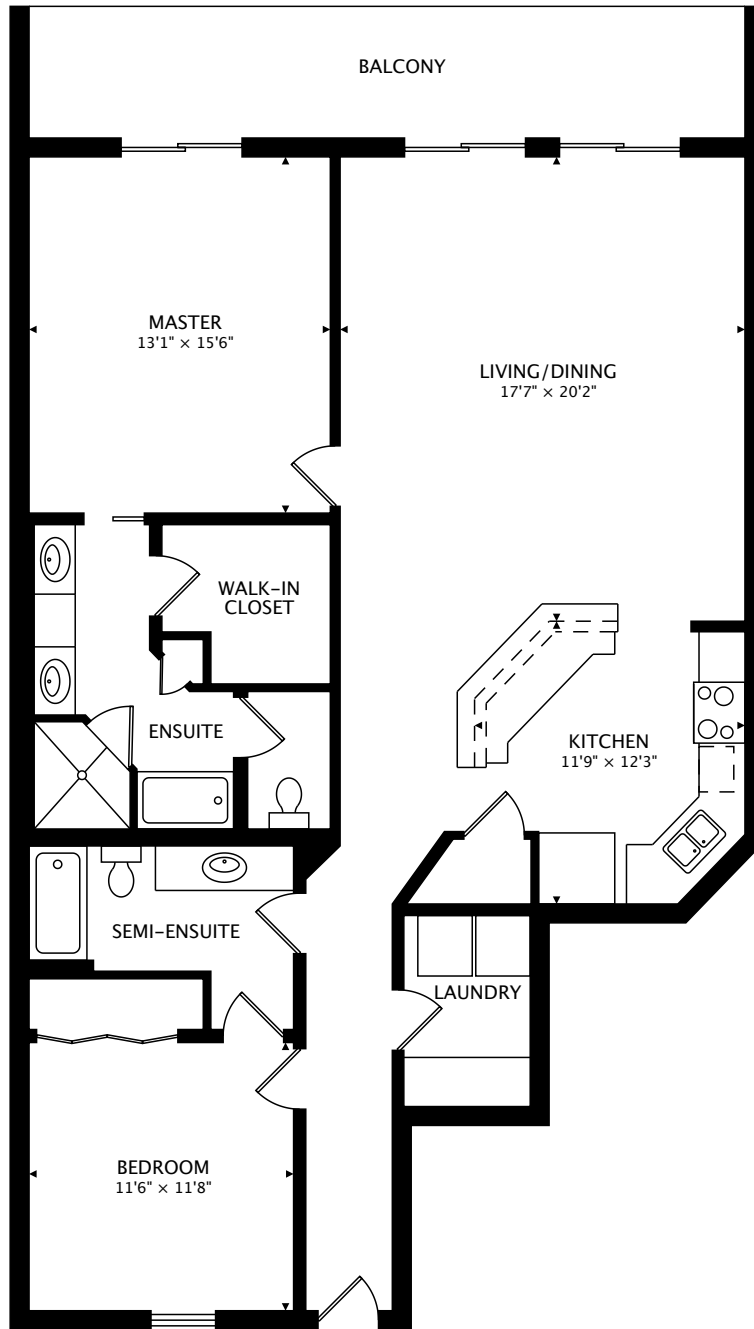 BALCONY
MASTER
13'1" × 15'6"
LIVING/DINING
17'7" × 20'2"
WALK-IN
CLOSET
ENSUITE
KITCHEN
11'9" × 12'3"
SEMI-ENSUITE
LAUNDRY
BEDROOM
11'6" × 11'8"